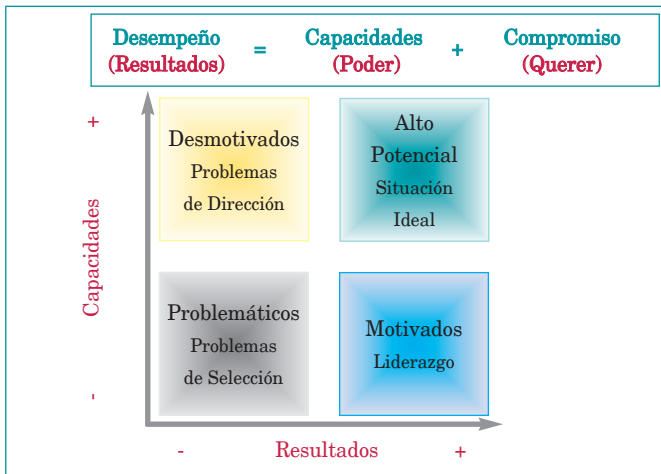 Desempeño = Capacidades + Compromiso
(Resultados) (Poder) (Querer)
+
Capacidades
-
Desmotivados
Problemas
de Dirección
Alto
Potencial
Situación
Ideal
Problemáticos
Problemas
de Selección
Motivados
Liderazgo
- Resultados +